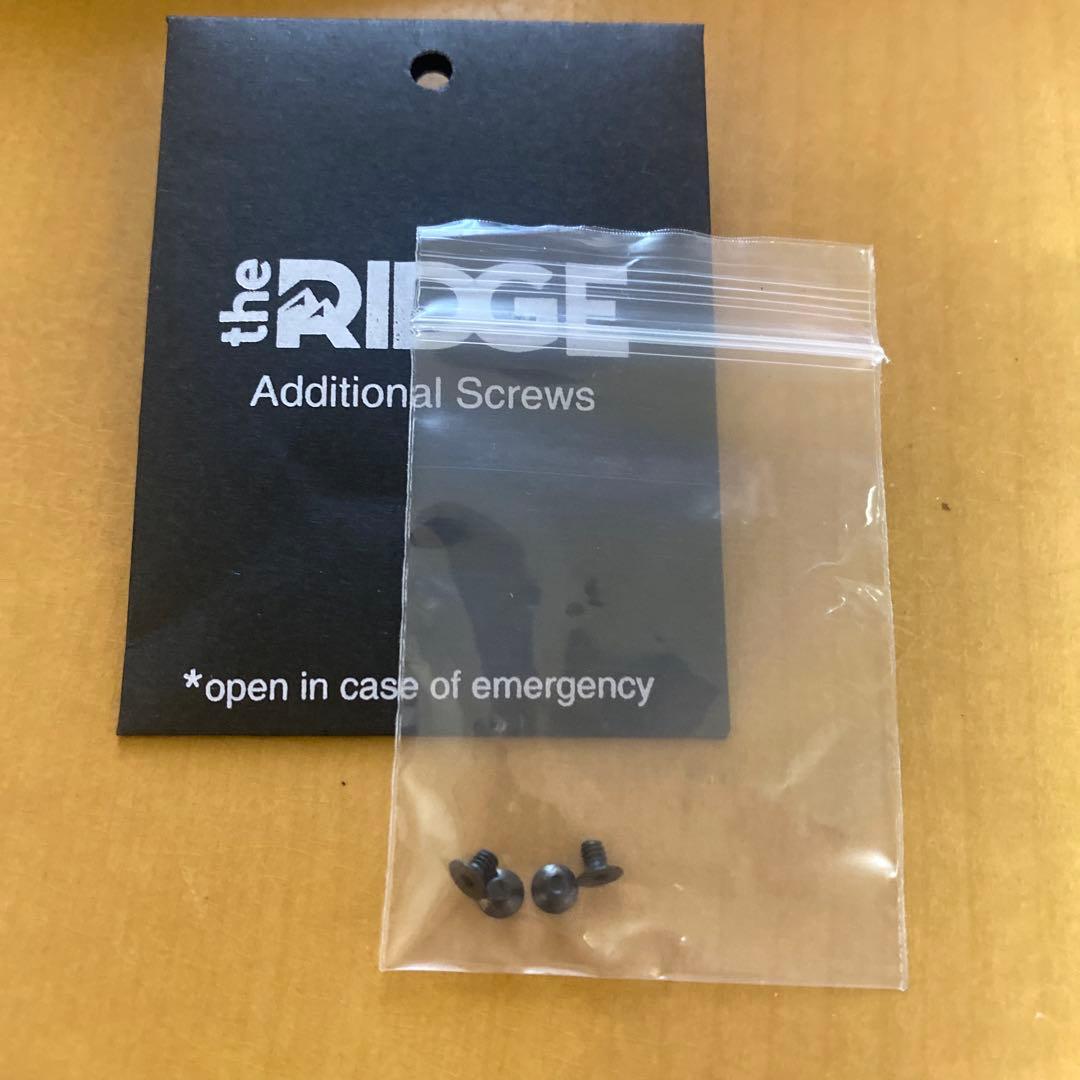 the RIDGE
Additional Screws
*open in case of emergency